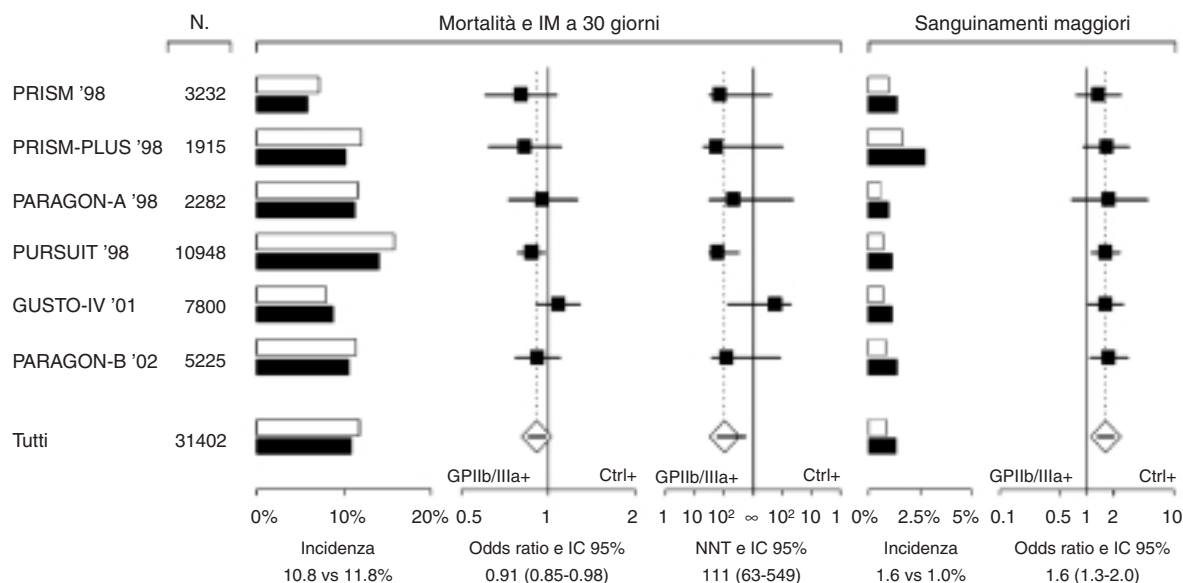 N.
Mortalità e IM a 30 giorni
Sanguinamenti maggiori
PRISM '98 3232
PRISM-PLUS '98 1915
PARAGON-A '98 2282
PURSUIT '98 10948
GUSTO-IV '01 7800
PARAGON-B '02 5225
Tutti 31402
GPIIb/IIIa+ Ctrl+ GPIIb/IIIa+ Ctrl+ GPIIb/IIIa+ Ctrl+
0% 10% 20% 0.5 1 2 1 10 10² ∞ 10² 10 1 0% 2.5% 5% 0.1 0.5 1 2 10
Incidenza Odds ratio e IC 95% NNT e IC 95% Incidenza Odds ratio e IC 95%
10.8 vs 11.8% 0.91 (0.85-0.98) 111 (63-549) 1.6 vs 1.0% 1.6 (1.3-2.0)